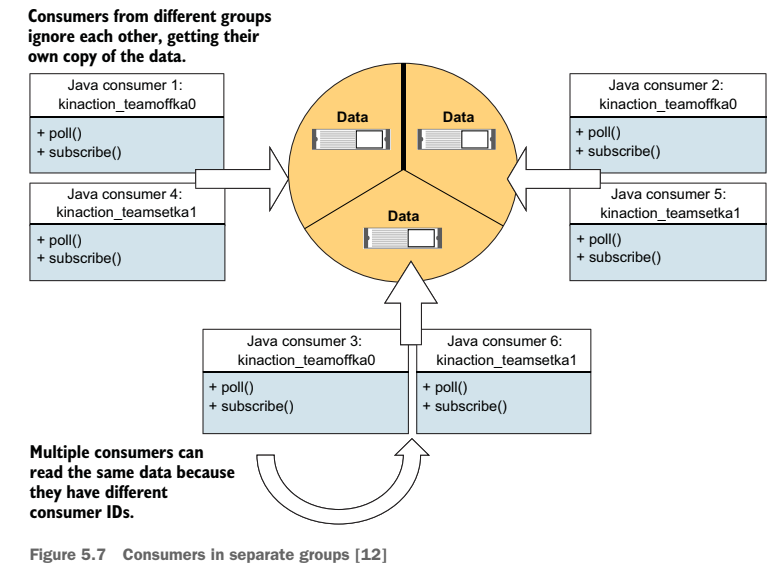 Consumers from different groups
ignore each other, getting their
own copy of the data.
Java consumer 1:
kinaction_teamoffka0
+ poll()
+ subscribe()
Java consumer 4:
kinaction_teamsetka1
+ poll()
+ subscribe()
Data
Data
Data
Java consumer 2:
kinaction_teamoffka0
+ poll()
+ subscribe()
Java consumer 5:
kinaction_teamsetka1
+ poll()
+ subscribe()
Java consumer 3:
kinaction_teamoffka0
+ poll()
+ subscribe()
Java consumer 6:
kinaction_teamsetka1
+ poll()
+ subscribe()
Multiple consumers can
read the same data because
they have different
consumer IDs.
Figure 5.7 Consumers in separate groups [12]